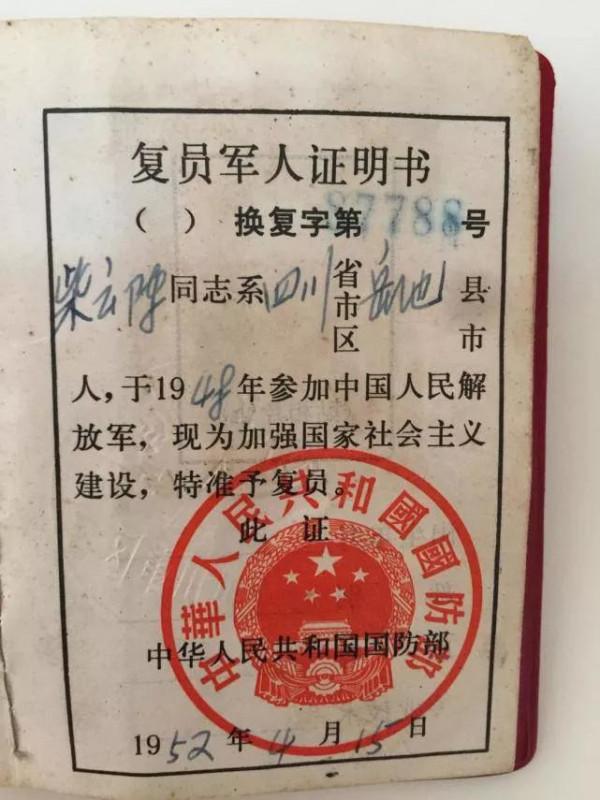 复员军人证明书
（ ）换复字第87788号
柴云陞同志系四川省市区岳池县市
人，于1948年参加中国人民解
放军，现为加强国家社会主义
建设，特准予复员。
此 证
中华人民共和国国防部
中華人民共和國國防部
1952年4月15日